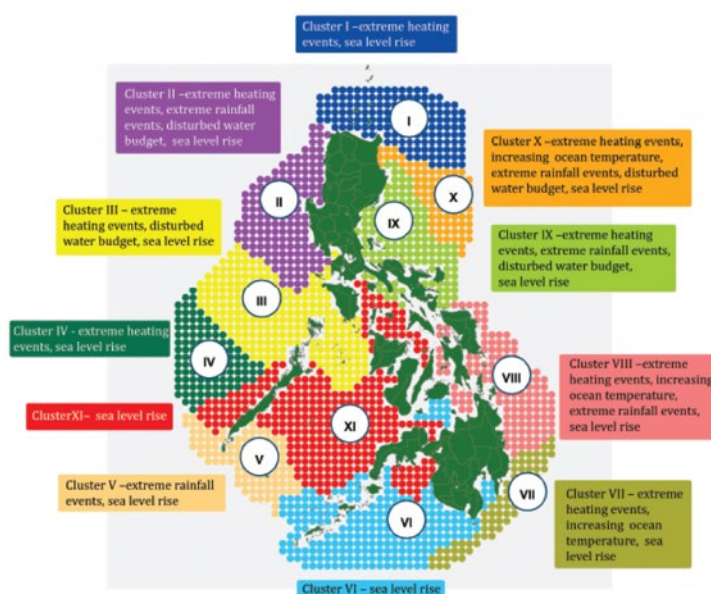 Cluster I –extreme heating
events, sea level rise
Cluster II –extreme heating
events, extreme rainfall
events, disturbed water
budget, sea level rise
I
Cluster X –extreme heating events,
increasing ocean temperature,
extreme rainfall events, disturbed
water budget, sea level rise
X
II
IX
Cluster III – extreme
heating events, disturbed
water budget, sea level rise
Cluster IX –extreme heating
events, extreme rainfall events,
disturbed water budget,
sea level rise
III
Cluster IV - extreme heating
events, sea level rise
IV
VIII
Cluster VIII –extreme
heating events, increasing
ocean temperature,
extreme rainfall events,
sea level rise
ClusterXI– sea level rise
XI
V
Cluster V –extreme rainfall
events, sea level rise
VII
VI
Cluster VII – extreme
heating events,
increasing ocean
temperature, sea
level rise
Cluster VI – sea level rise